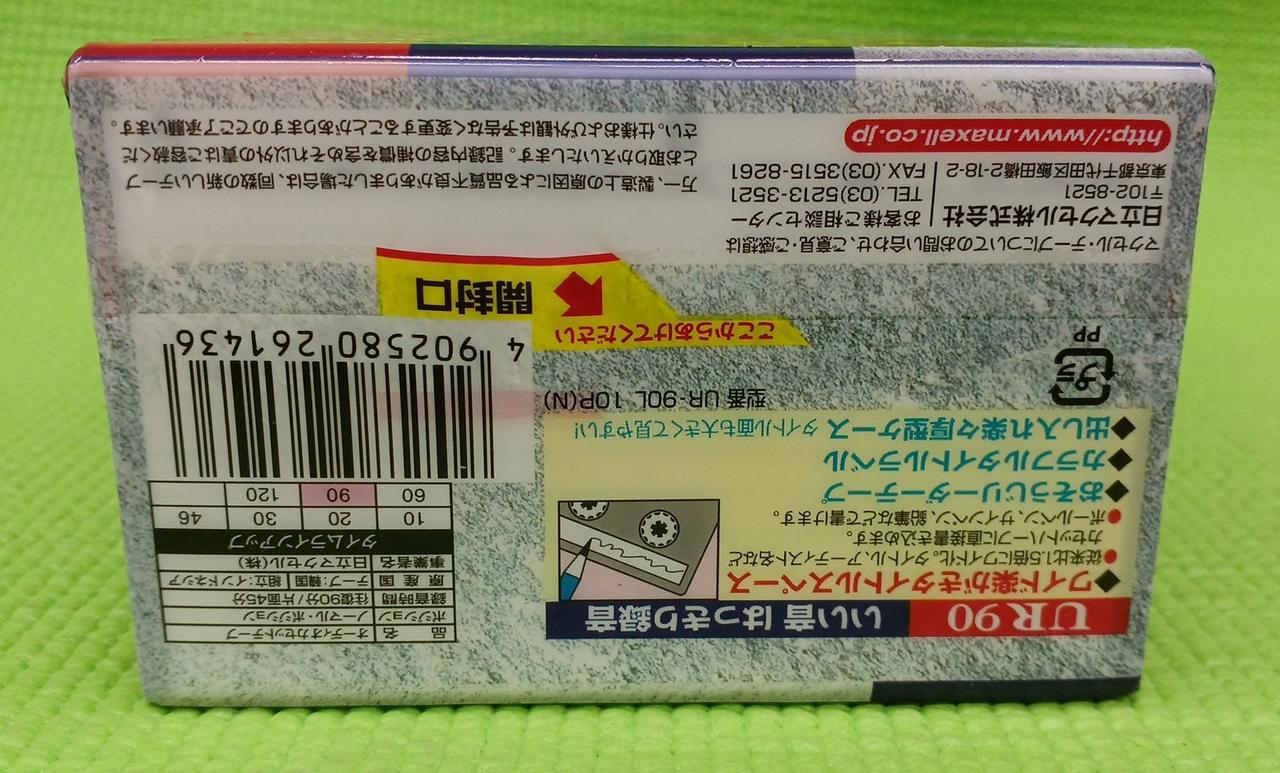 UR90 いい音 はっきり録音
◆ワイド楽がきタイトルスペース
●従来比1.5倍にワイド化。タイトル、アーティスト名など
カセットハーフに直接書き込めます。
●ボールペン、サインペン、鉛筆などで書けます。
◆おそうじリーダーテープ
◆カラフルタイトルラベル
◆出し入れ楽々厚型ケース タイトル面も大きくて見やすい!
型番 UR-90L 10P(N)
プラ
PP
品名 オーディオカセットテープ
ポジション ノーマル・ポジション
録音時間 往復90分/片面45分
原産国 テープ:韓国 組立:インドネシア
事業者名 日立マクセル(株)
タイムラインアップ
10 20 30 46
60 90 120
4 902580 261436
ここからあけてください
開封口
マクセル・テープについてのお問い合わせ、ご意見・ご感想は
日立マクセル株式会社
〒102-8521
東京都千代田区飯田橋2-18-2
お客様ご相談センター
TEL.(03)5213-3521
FAX.(03)3515-8261
http://www.maxell.co.jp
万一、製造上の原因による品質不良がありました場合は、同数の新しいテープ
とお取りかえいたします。記録内容の補償を含めそれ以外の責はご容赦くだ
さい。仕様および外観は予告なく変更することがありますのでご了承願います。